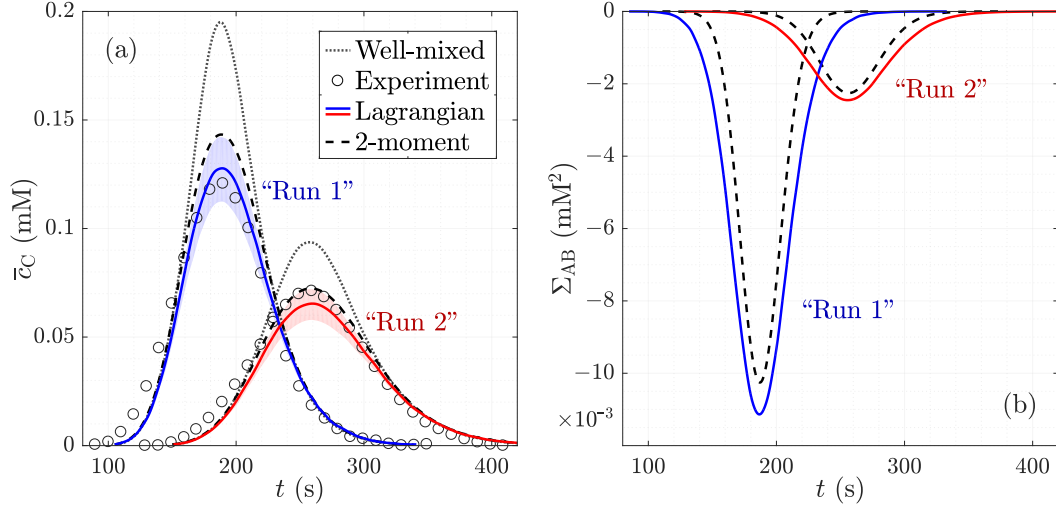 0.2
0.15
0.1
0.05
0
(a)
Well-mixed
Experiment
Lagrangian
2-moment
“Run 1”
“Run 2”
c̅_C (mM)
100
200
300
400
t (s)
0
−2
−4
−6
−8
−10
×10⁻³
“Run 2”
“Run 1”
(b)
Σ_AB (mM²)
100
200
300
400
t (s)